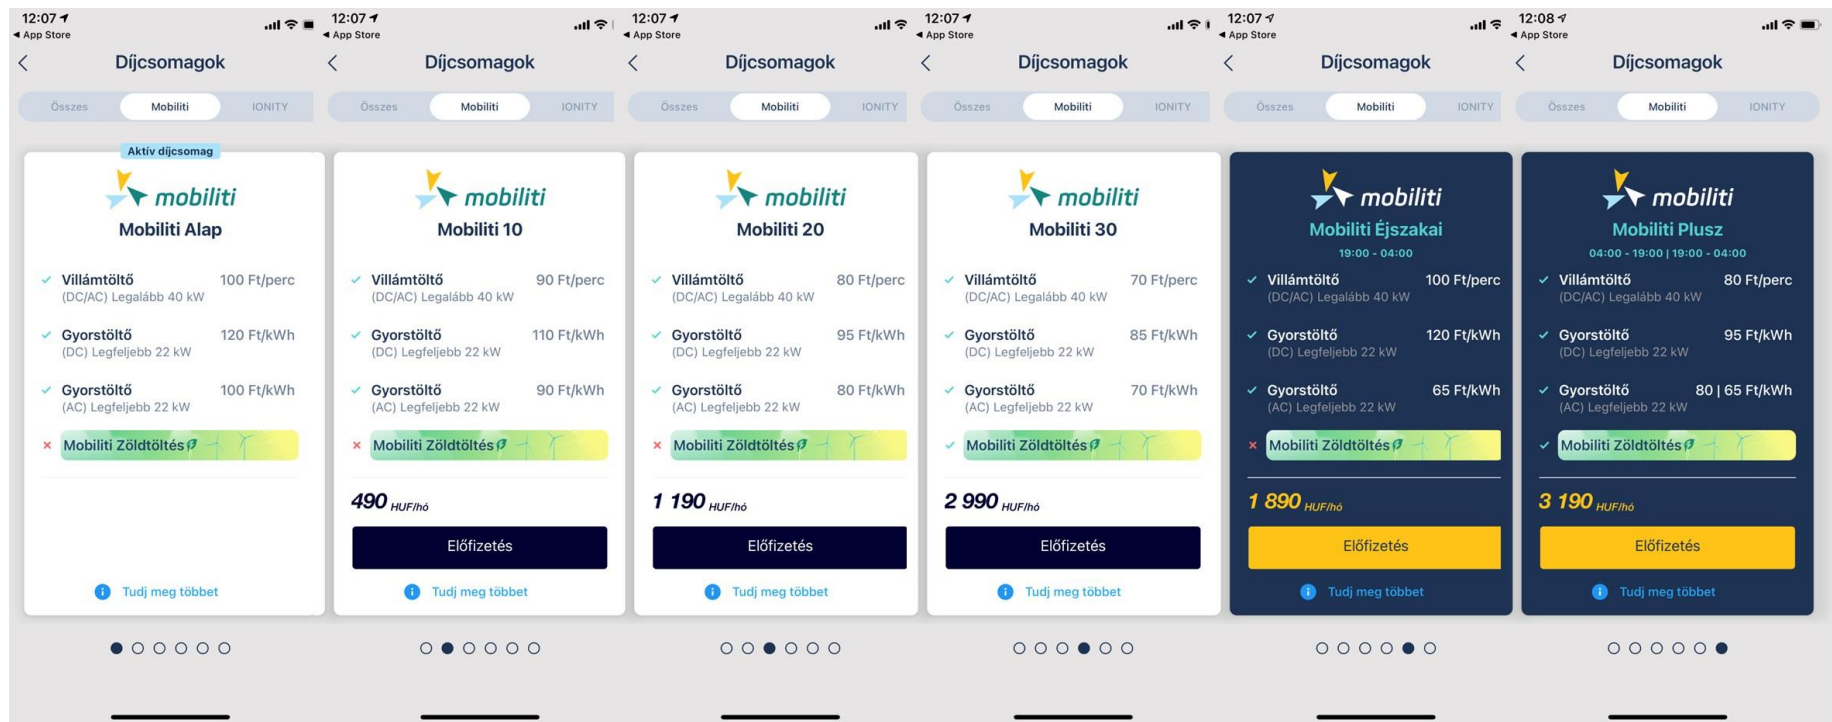 12:07
◀ App Store
Díjcsomagok
Összes Mobiliti IONITY
Aktív díjcsomag
mobiliti
Mobiliti Alap
Villámtöltő 100 Ft/perc
(DC/AC) Legalább 40 kW
Gyorstöltő 120 Ft/kWh
(DC) Legfeljebb 22 kW
Gyorstöltő 100 Ft/kWh
(AC) Legfeljebb 22 kW
Mobiliti Zöldtöltés
Tudj meg többet
12:07
◀ App Store
Díjcsomagok
Összes Mobiliti IONITY
mobiliti
Mobiliti 10
Villámtöltő 90 Ft/perc
(DC/AC) Legalább 40 kW
Gyorstöltő 110 Ft/kWh
(DC) Legfeljebb 22 kW
Gyorstöltő 90 Ft/kWh
(AC) Legfeljebb 22 kW
Mobiliti Zöldtöltés
490 HUF/hó
Előfizetés
Tudj meg többet
12:07
◀ App Store
Díjcsomagok
Összes Mobiliti IONITY
mobiliti
Mobiliti 20
Villámtöltő 80 Ft/perc
(DC/AC) Legalább 40 kW
Gyorstöltő 95 Ft/kWh
(DC) Legfeljebb 22 kW
Gyorstöltő 80 Ft/kWh
(AC) Legfeljebb 22 kW
Mobiliti Zöldtöltés
1 190 HUF/hó
Előfizetés
Tudj meg többet
12:07
◀ App Store
Díjcsomagok
Összes Mobiliti IONITY
mobiliti
Mobiliti 30
Villámtöltő 70 Ft/perc
(DC/AC) Legalább 40 kW
Gyorstöltő 85 Ft/kWh
(DC) Legfeljebb 22 kW
Gyorstöltő 70 Ft/kWh
(AC) Legfeljebb 22 kW
Mobiliti Zöldtöltés
2 990 HUF/hó
Előfizetés
Tudj meg többet
12:07
◀ App Store
Díjcsomagok
Összes Mobiliti IONITY
mobiliti
Mobiliti Éjszakai
19:00 - 04:00
Villámtöltő 100 Ft/perc
(DC/AC) Legalább 40 kW
Gyorstöltő 120 Ft/kWh
(DC) Legfeljebb 22 kW
Gyorstöltő 65 Ft/kWh
(AC) Legfeljebb 22 kW
Mobiliti Zöldtöltés
1 890 HUF/hó
Előfizetés
Tudj meg többet
12:08
◀ App Store
Díjcsomagok
Összes Mobiliti IONITY
mobiliti
Mobiliti Plusz
04:00 - 19:00 | 19:00 - 04:00
Villámtöltő 80 Ft/perc
(DC/AC) Legalább 40 kW
Gyorstöltő 95 Ft/kWh
(DC) Legfeljebb 22 kW
Gyorstöltő 80 | 65 Ft/kWh
(AC) Legfeljebb 22 kW
Mobiliti Zöldtöltés
3 190 HUF/hó
Előfizetés
Tudj meg többet